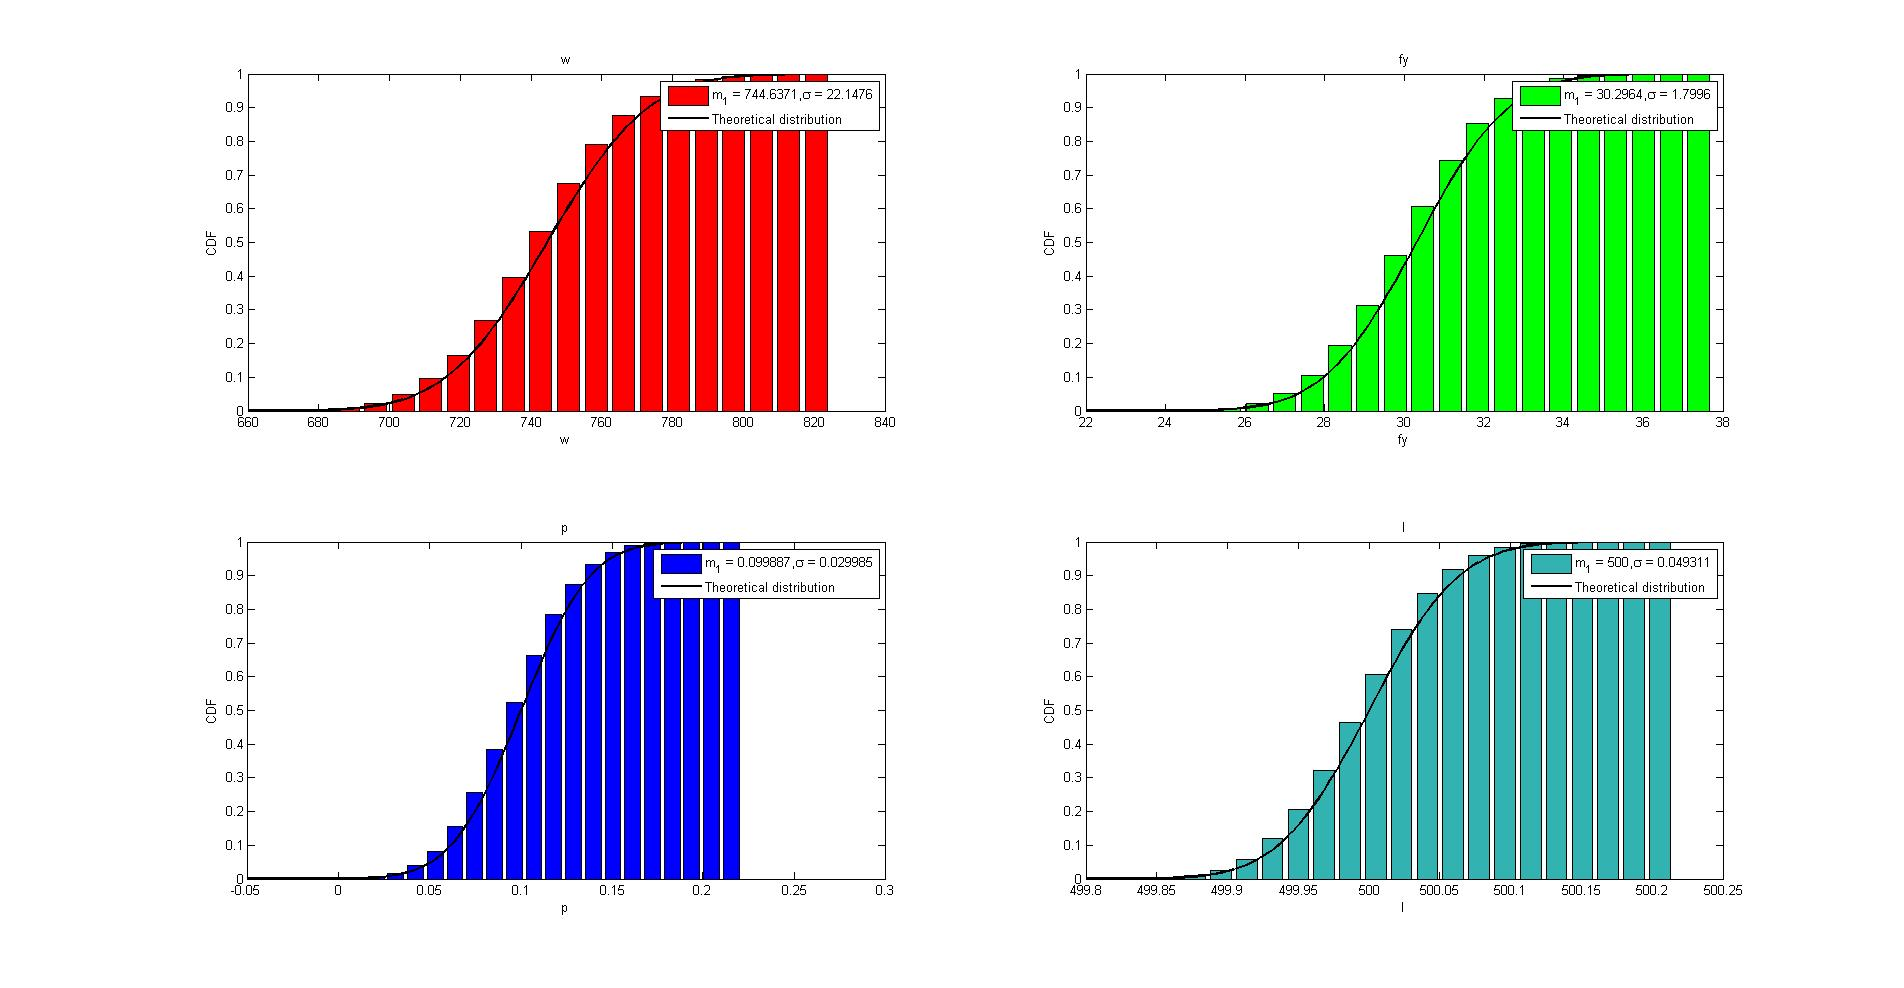 w
1
0.9
0.8
0.7
0.6
0.5
0.4
0.3
0.2
0.1
0
CDF
m1 = 744.6371,σ = 22.1476
Theoretical distribution
660 680 700 720 740 760 780 800 820 840
w
fy
1
0.9
0.8
0.7
0.6
0.5
0.4
0.3
0.2
0.1
0
CDF
m1 = 30.2964,σ = 1.7996
Theoretical distribution
22 24 26 28 30 32 34 36 38
fy
p
1
0.9
0.8
0.7
0.6
0.5
0.4
0.3
0.2
0.1
0
CDF
m1 = 0.099887,σ = 0.029985
Theoretical distribution
-0.05 0 0.05 0.1 0.15 0.2 0.25 0.3
p
l
1
0.9
0.8
0.7
0.6
0.5
0.4
0.3
0.2
0.1
0
CDF
m1 = 500,σ = 0.049311
Theoretical distribution
499.8 499.85 499.9 499.95 500 500.05 500.1 500.15 500.2 500.25
l